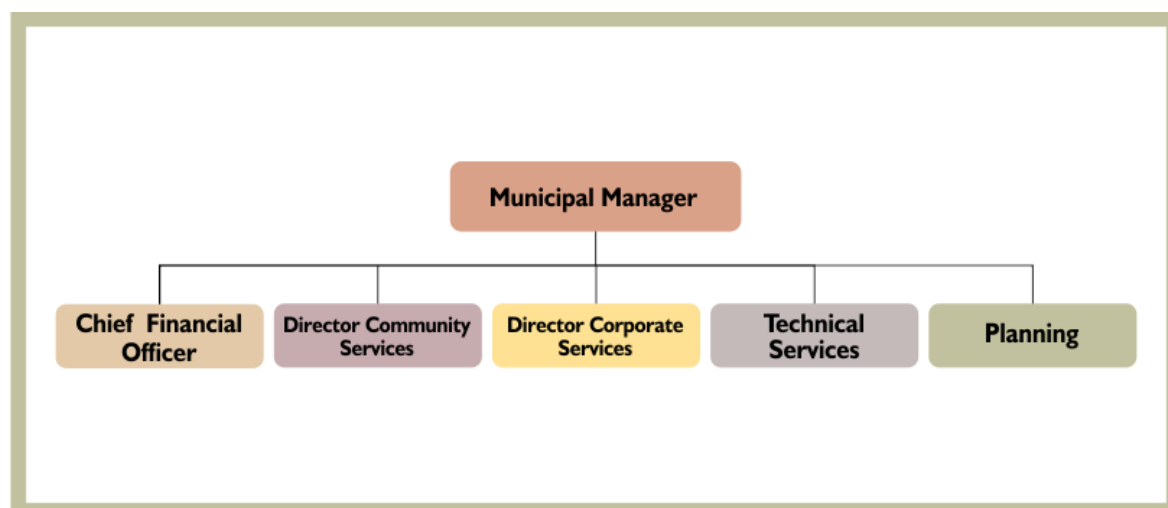 Municipal Manager
Chief Financial
Officer
Director Community
Services
Director Corporate
Services
Technical
Services
Planning